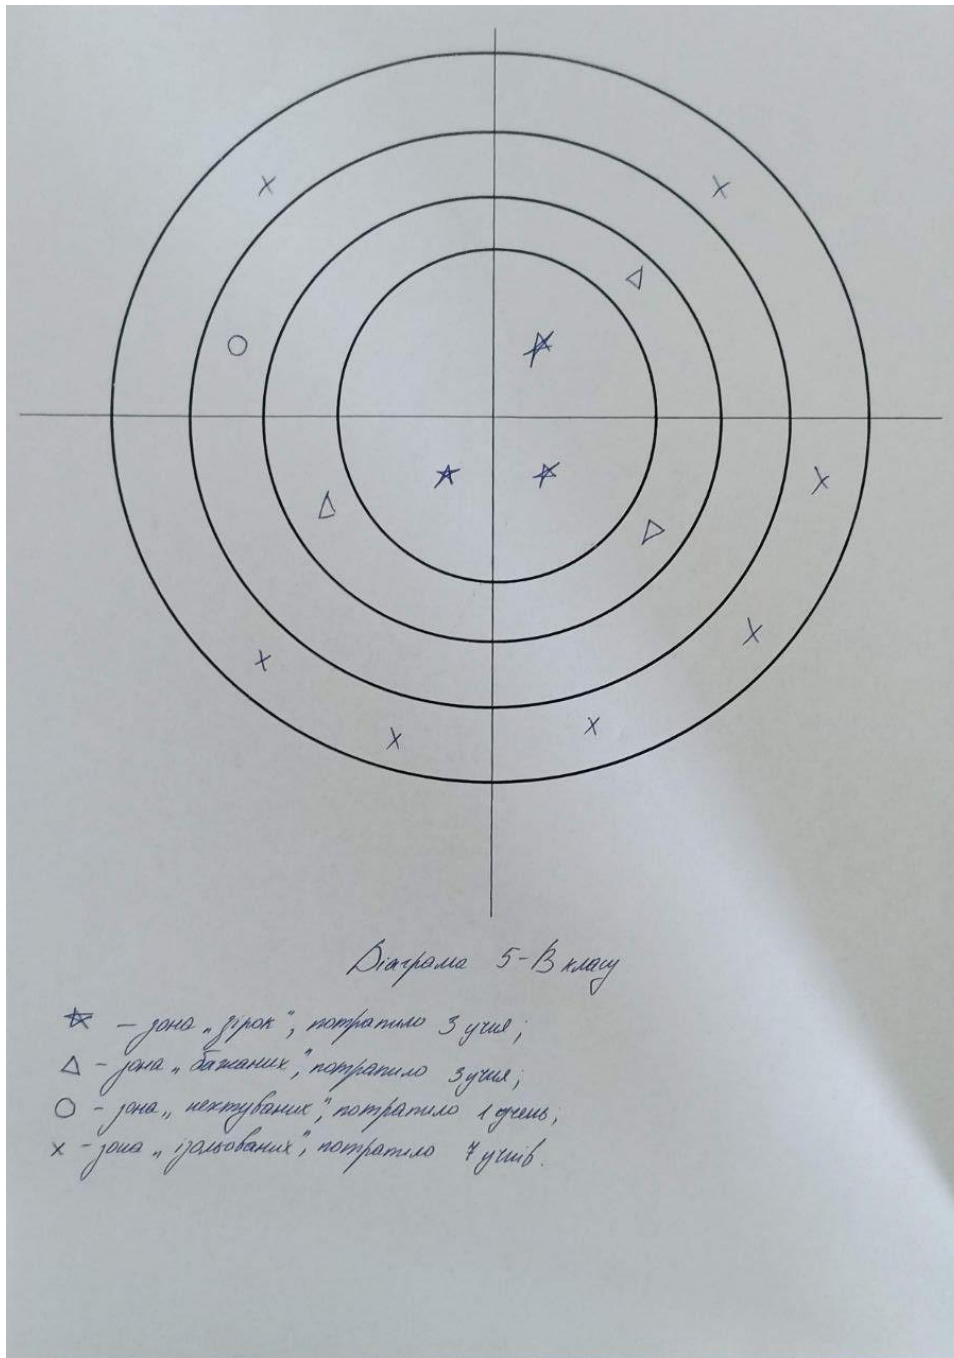 Діаграма 5-В класу
– зона „зірок", потрапило 3 учня;
– зона „бажаних", потрапило 3 учня;
– зона „нехтуваних", потрапило 1 учень;
– зона „ізольованих", потрапило 7 учнів.